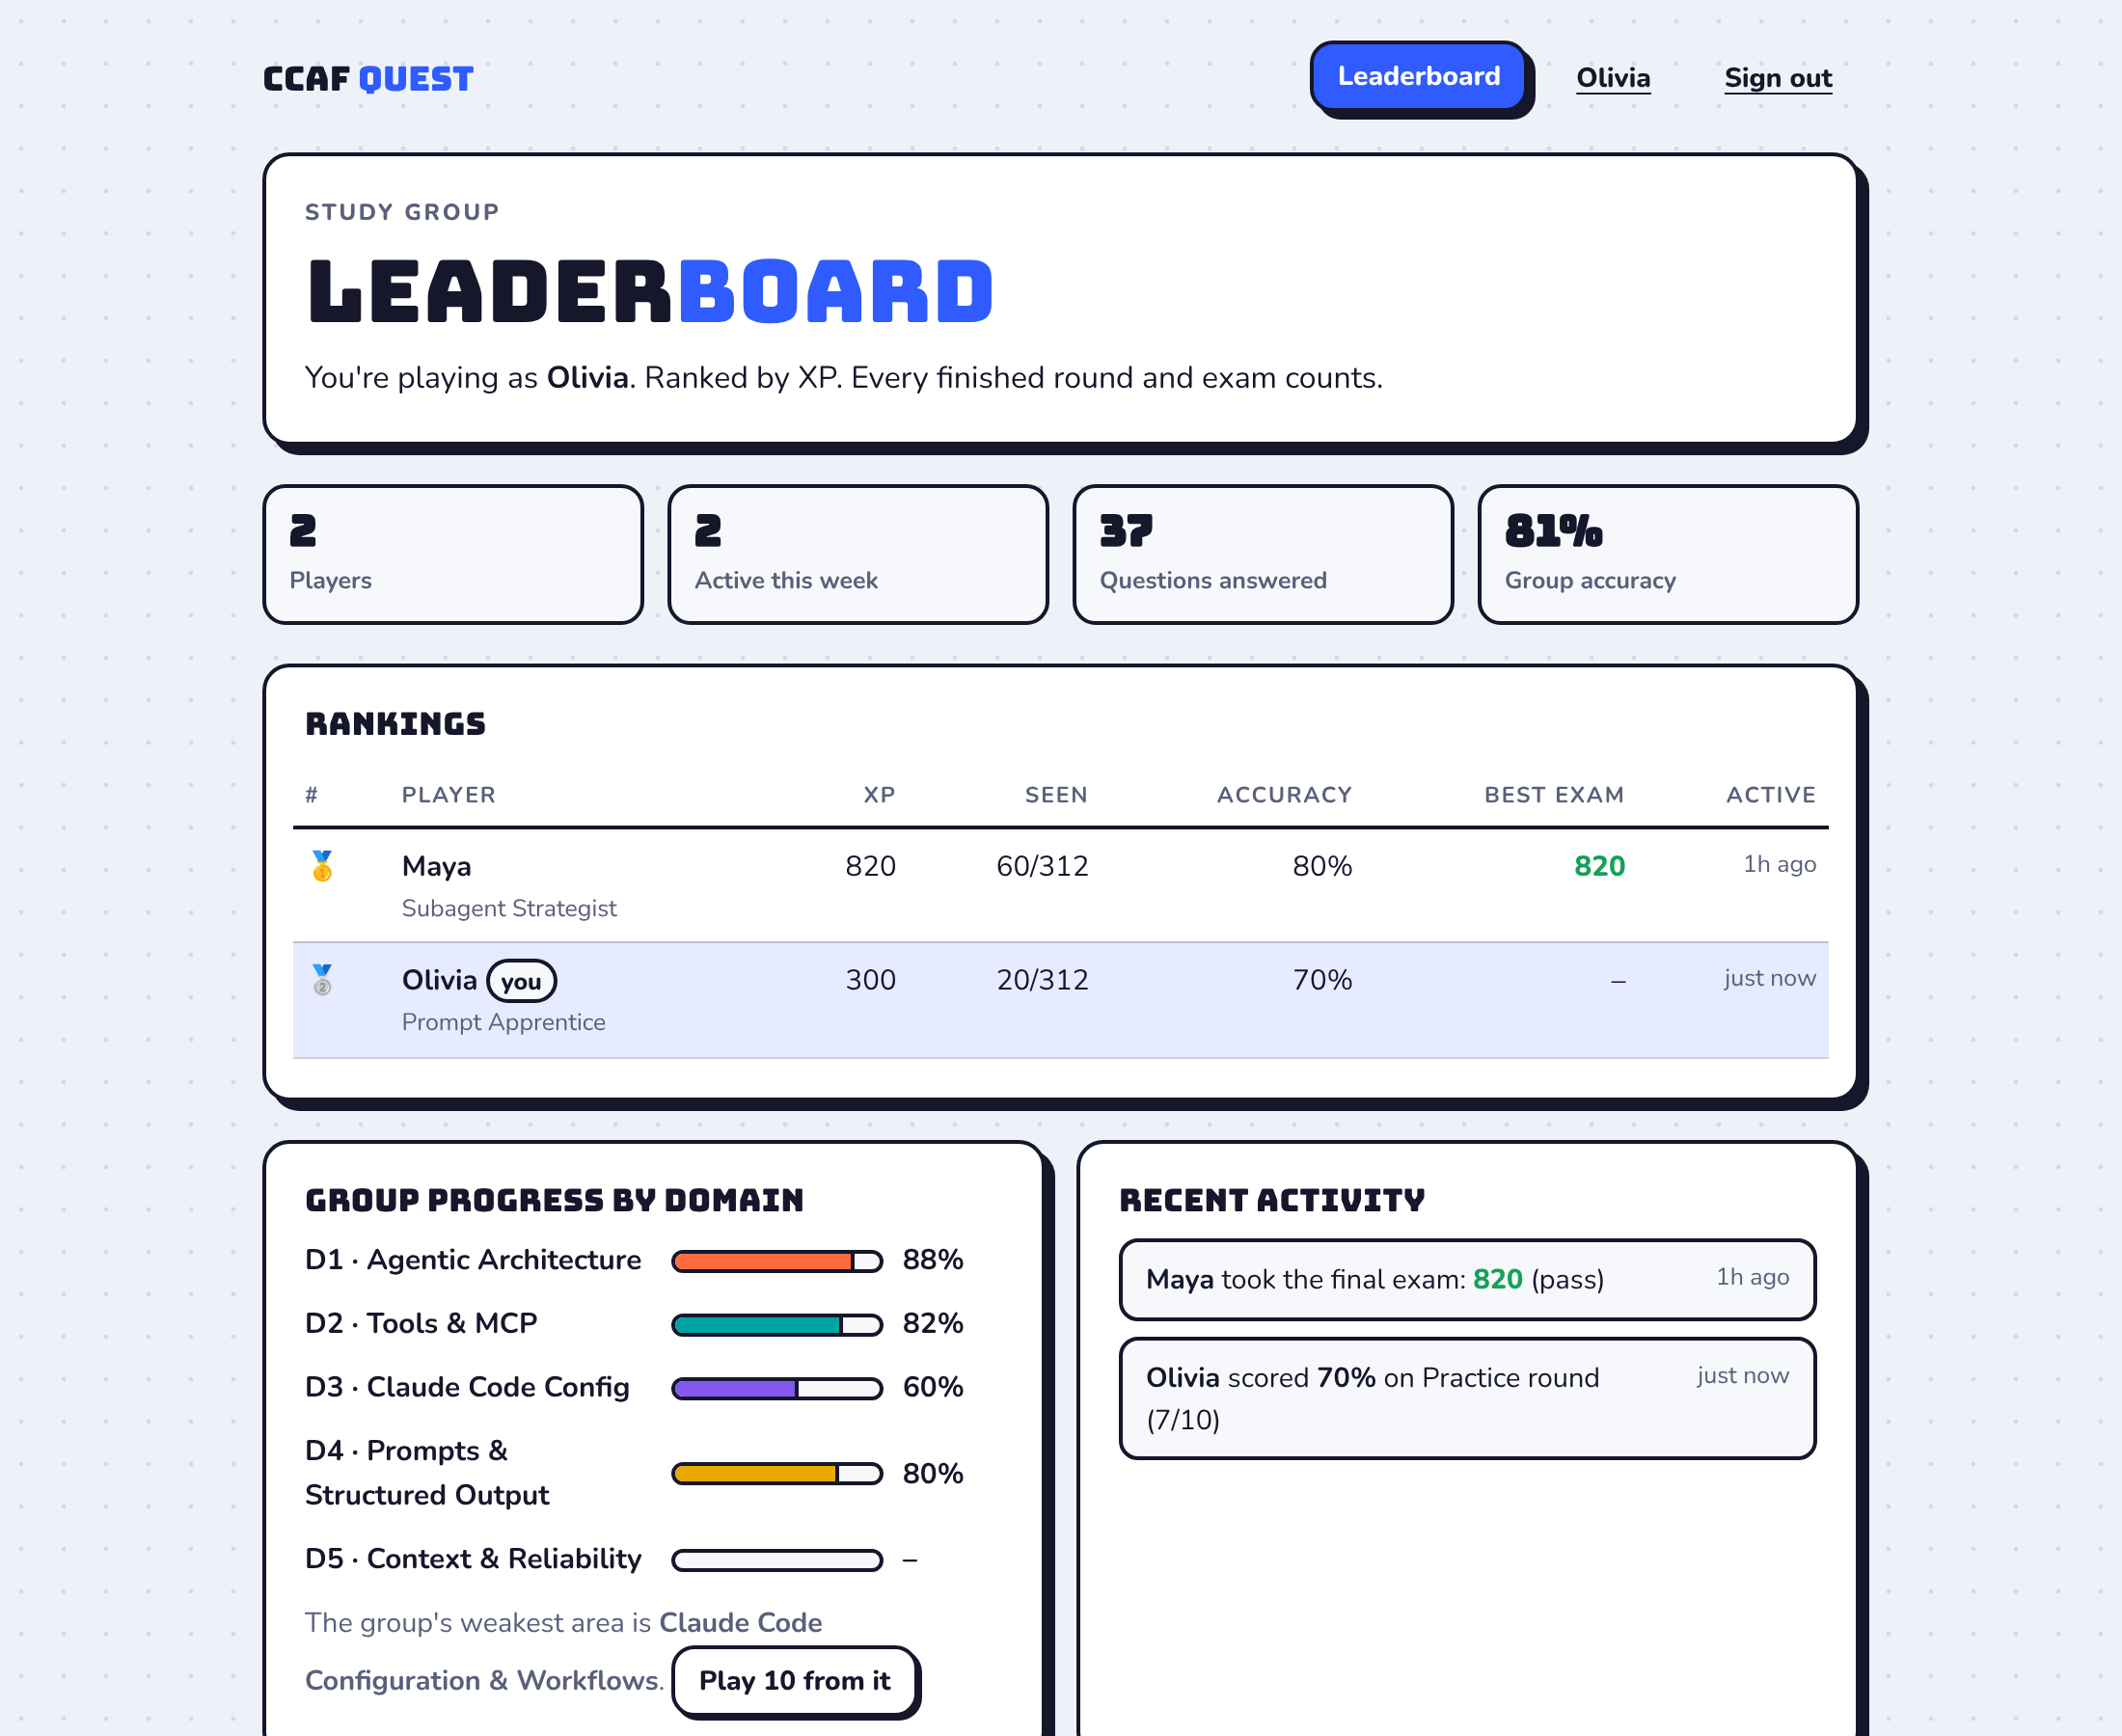 CCAF QUEST
Leaderboard
Olivia
Sign out
STUDY GROUP
LEADERBOARD
You're playing as Olivia. Ranked by XP. Every finished round and exam counts.
2
Players
2
Active this week
37
Questions answered
81%
Group accuracy
RANKINGS
# PLAYER XP SEEN ACCURACY BEST EXAM ACTIVE
Maya 820 60/312 80% 820 1h ago
Subagent Strategist
Olivia you 300 20/312 70% – just now
Prompt Apprentice
GROUP PROGRESS BY DOMAIN
D1 · Agentic Architecture 88%
D2 · Tools & MCP 82%
D3 · Claude Code Config 60%
D4 · Prompts &
Structured Output 80%
D5 · Context & Reliability –
The group's weakest area is Claude Code
Configuration & Workflows. Play 10 from it
RECENT ACTIVITY
Maya took the final exam: 820 (pass) 1h ago
Olivia scored 70% on Practice round just now
(7/10)